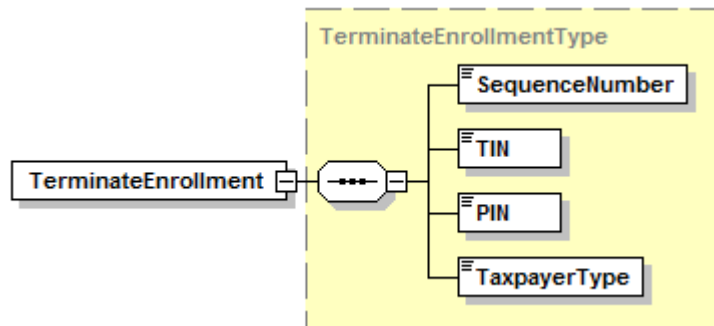 TerminateEnrollmentType
SequenceNumber
TIN
TerminateEnrollment
PIN
TaxpayerType